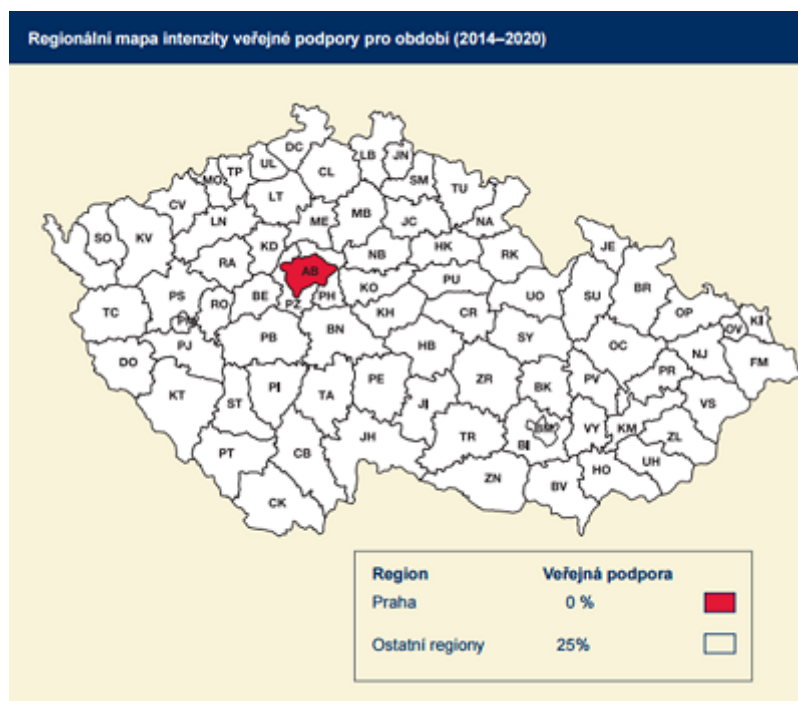 Regionální mapa intenzity veřejné podpory pro období (2014–2020)
DC
LB
JN
UL
TP
MO
CL
SM
TU
CV
LT
MB
JC
NA
SO
KV
LN
ME
KD
NB
HK
RK
JE
RA
AB
KO
PU
BR
TC
PS
RO
BE
PZ
PH
UO
SU
OP
KI
PM
KH
CR
OV
PJ
PB
BN
SY
OC
NJ
FM
DO
HB
PR
KT
PI
PE
ZR
BK
PV
ST
TA
JI
VS
PT
CB
JH
TR
BI
BM
VY
KM
ZL
ZN
HO
UH
BV
CK
Region Veřejná podpora
Praha 0 %
Ostatní regiony 25%